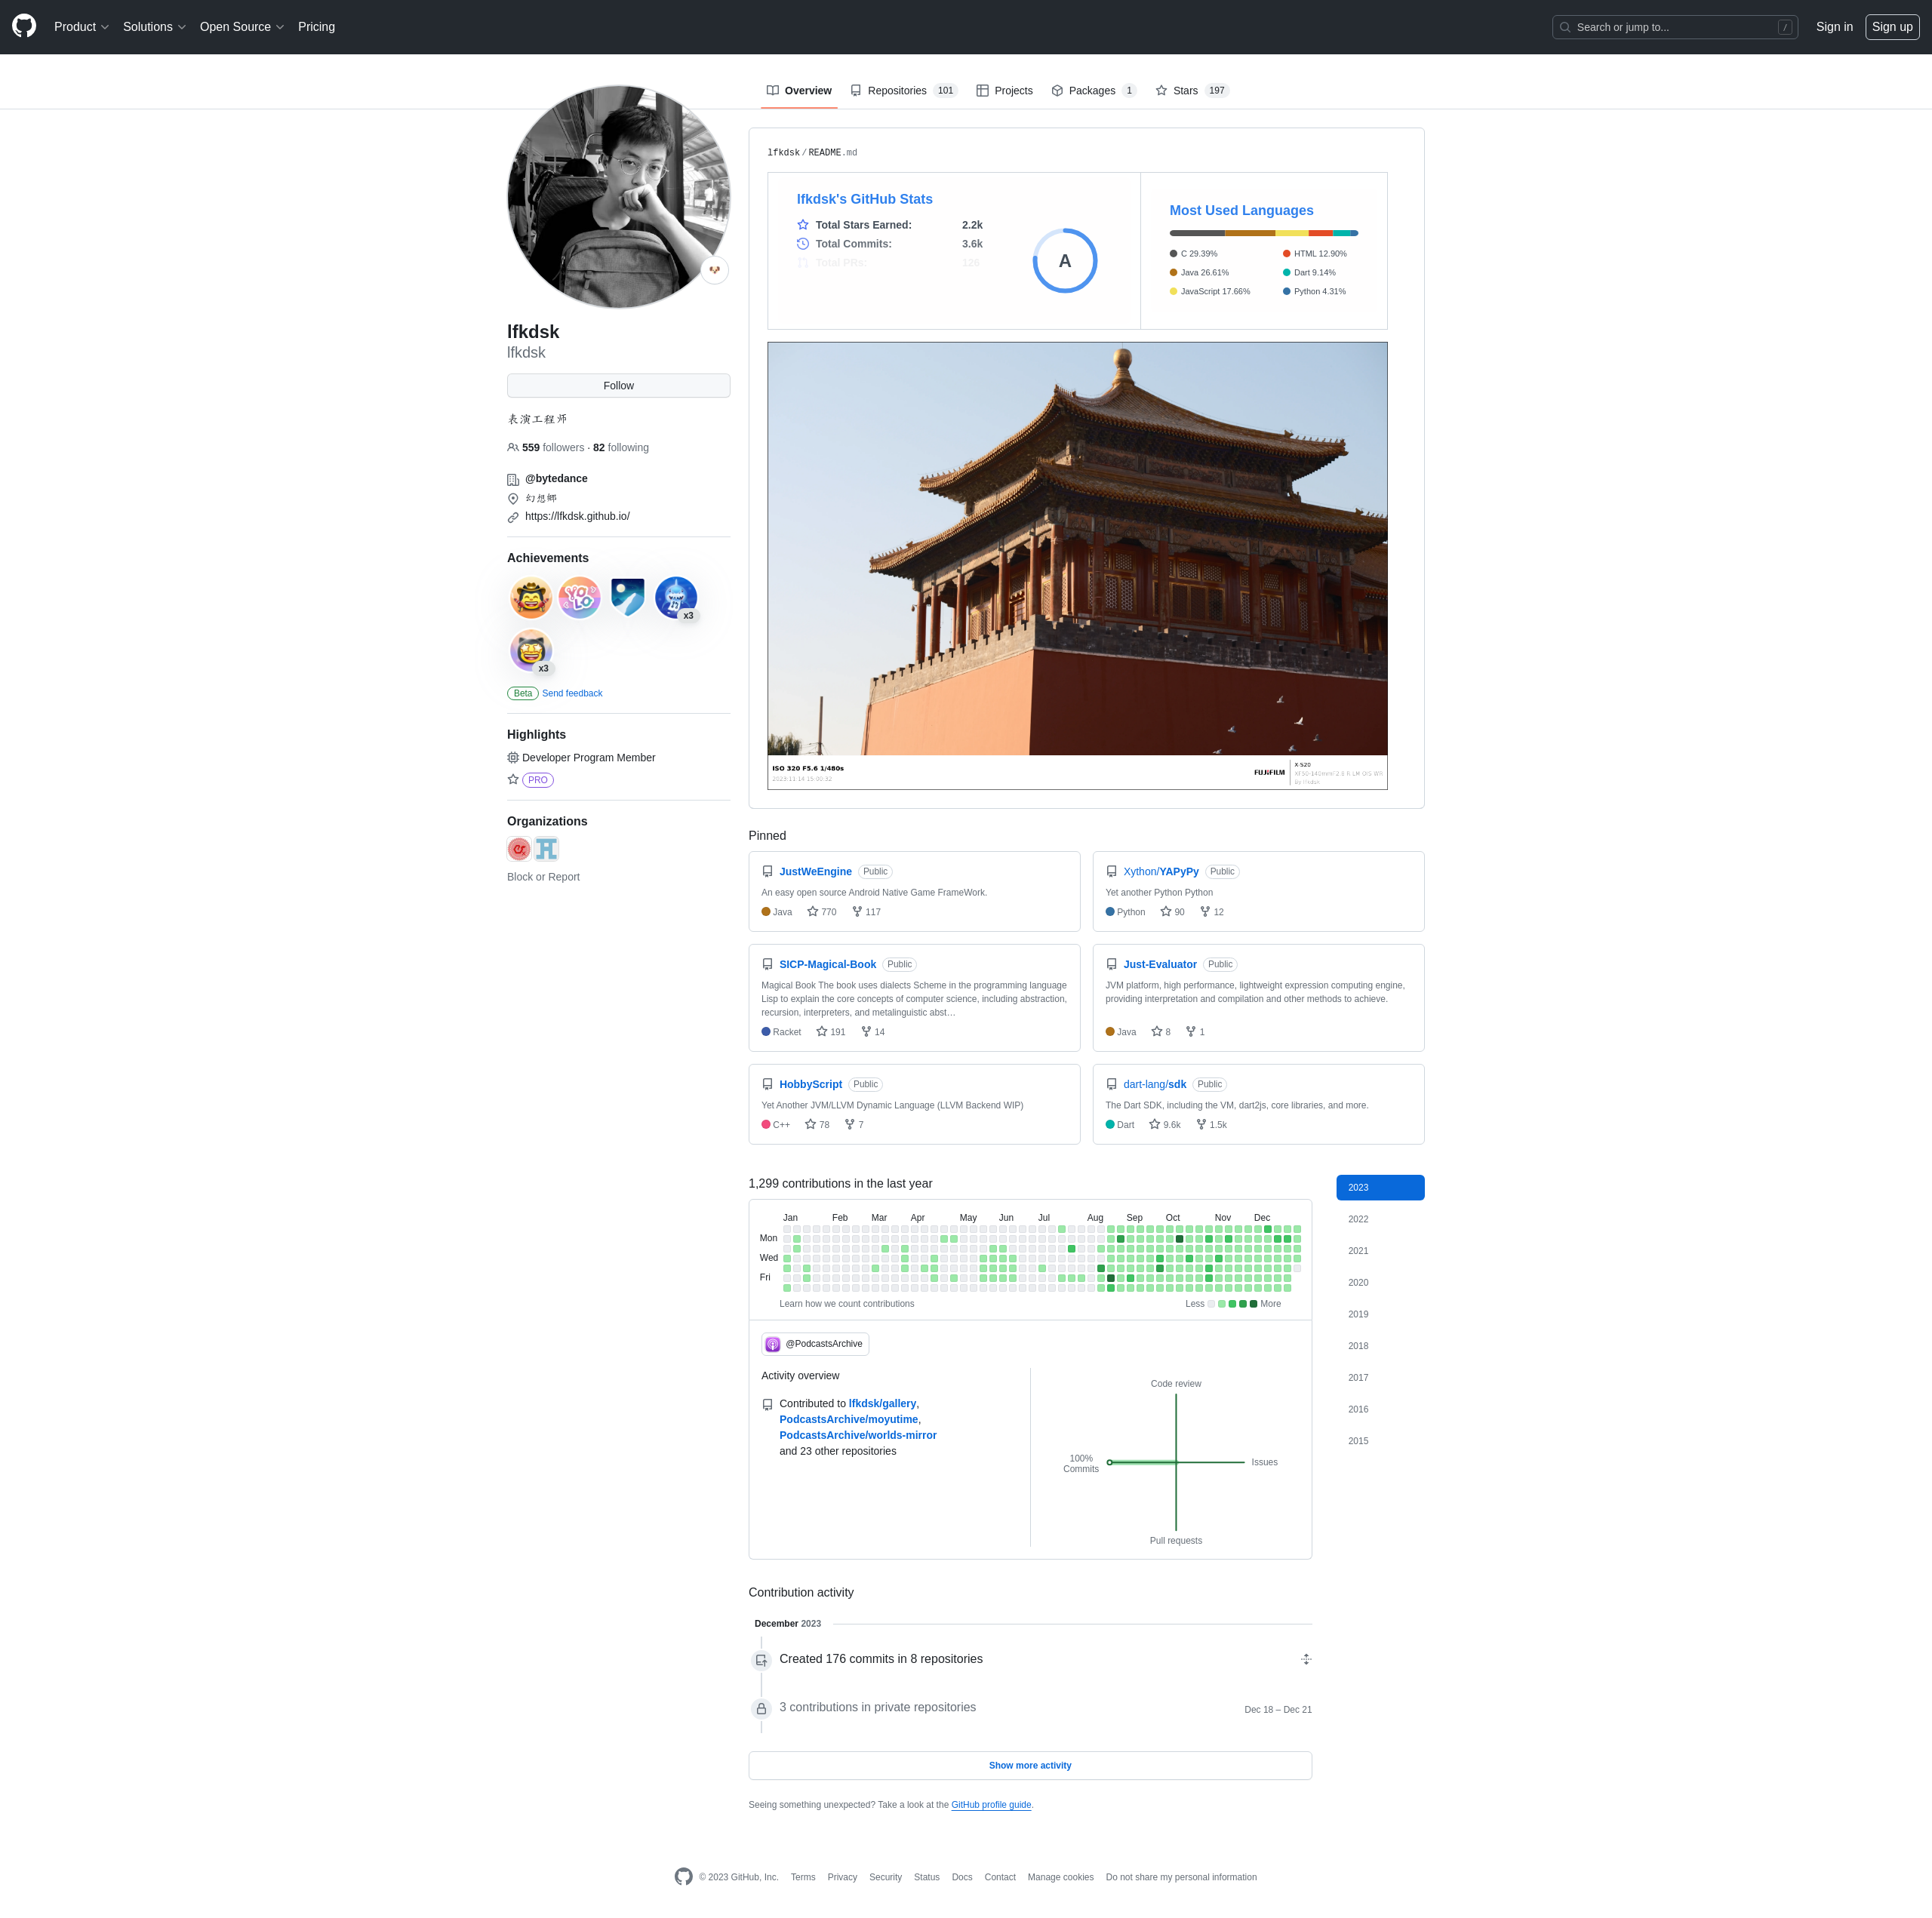 Product
Solutions
Open Source
Pricing
Search or jump to...
/
Sign in
Sign up
Overview
Repositories 101
Projects
Packages 1
Stars 197
lfkdsk
lfkdsk
Follow
表演工程师
559 followers · 82 following
@bytedance
幻想鄉
https://lfkdsk.github.io/
Achievements
YOLO
x3
x3
Beta Send feedback
Highlights
Developer Program Member
PRO
Organizations
Block or Report
lfkdsk/README.md
lfkdsk's GitHub Stats
Total Stars Earned: 2.2k
Total Commits: 3.6k
Total PRs: 126
A
Most Used Languages
C 29.39%
Java 26.61%
JavaScript 17.66%
HTML 12.90%
Dart 9.14%
Python 4.31%
ISO 320 F5.6 1/480s
2023:11:14 15:00:32
FUJIFILM
X-S20
By lfkdsk
Pinned
JustWeEngine Public
An easy open source Android Native Game FrameWork.
Java 770 117
Xython/YAPyPy Public
Yet another Python Python
Python 90 12
SICP-Magical-Book Public
Magical Book The book uses dialects Scheme in the programming language
Lisp to explain the core concepts of computer science, including abstraction,
recursion, interpreters, and metalinguistic abst…
Racket 191 14
Just-Evaluator Public
JVM platform, high performance, lightweight expression computing engine,
providing interpretation and compilation and other methods to achieve.
Java 8 1
HobbyScript Public
Yet Another JVM/LLVM Dynamic Language (LLVM Backend WIP)
C++ 78 7
dart-lang/sdk Public
The Dart SDK, including the VM, dart2js, core libraries, and more.
Dart 9.6k 1.5k
1,299 contributions in the last year
Jan Feb Mar Apr May Jun Jul Aug Sep Oct Nov Dec
Mon
Wed
Fri
Learn how we count contributions
Less More
2023
2022
2021
2020
2019
2018
2017
2016
2015
@PodcastsArchive
Activity overview
Contributed to lfkdsk/gallery,
PodcastsArchive/moyutime,
PodcastsArchive/worlds-mirror
and 23 other repositories
Code review
100%
Commits
Issues
Pull requests
Contribution activity
December 2023
Created 176 commits in 8 repositories
3 contributions in private repositories
Dec 18 – Dec 21
Show more activity
Seeing something unexpected? Take a look at the GitHub profile guide.
© 2023 GitHub, Inc.
Terms
Privacy
Security
Status
Docs
Contact
Manage cookies
Do not share my personal information